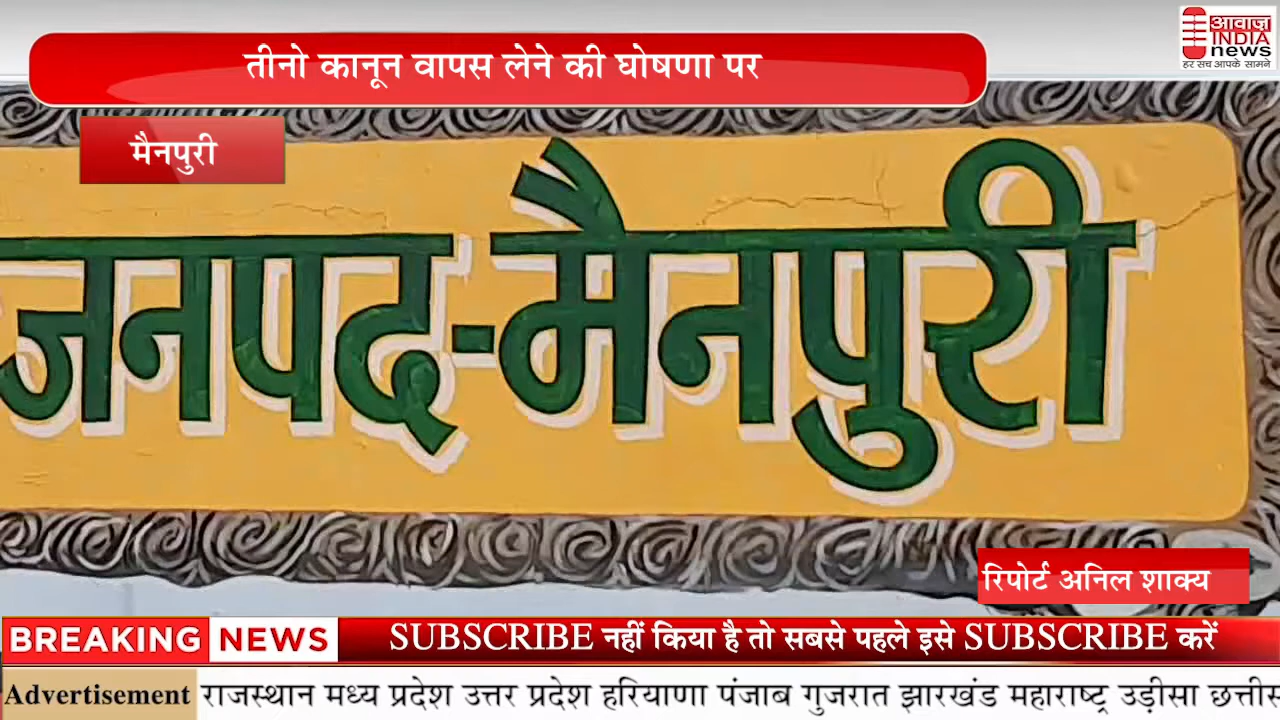 आवाज़
INDIA
news
हर सच आपके सामने
तीनो कानून वापस लेने की घोषणा पर
मैनपुरी
जनपद-मैनपुरी
रिपोर्ट अनिल शाक्य
BREAKING NEWS SUBSCRIBE नहीं किया है तो सबसे पहले इसे SUBSCRIBE करें
Advertisement राजस्थान मध्य प्रदेश उत्तर प्रदेश हरियाणा पंजाब गुजरात झारखंड महाराष्ट्र उड़ीसा छत्तीस